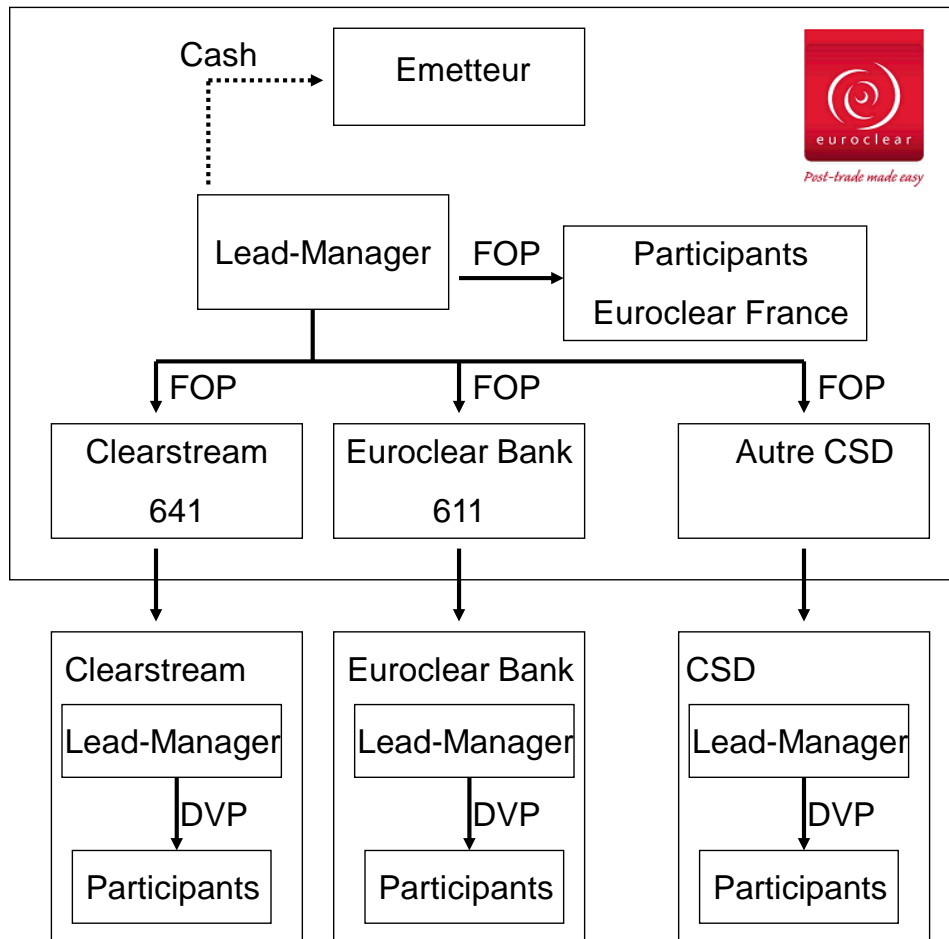 Cash
Emetteur
euroclear
Post-trade made easy
Lead-Manager
FOP
Participants
Euroclear France
FOP
FOP
FOP
Clearstream
641
Euroclear Bank
611
Autre CSD
Clearstream
Lead-Manager
DVP
Participants
Euroclear Bank
Lead-Manager
DVP
Participants
CSD
Lead-Manager
DVP
Participants